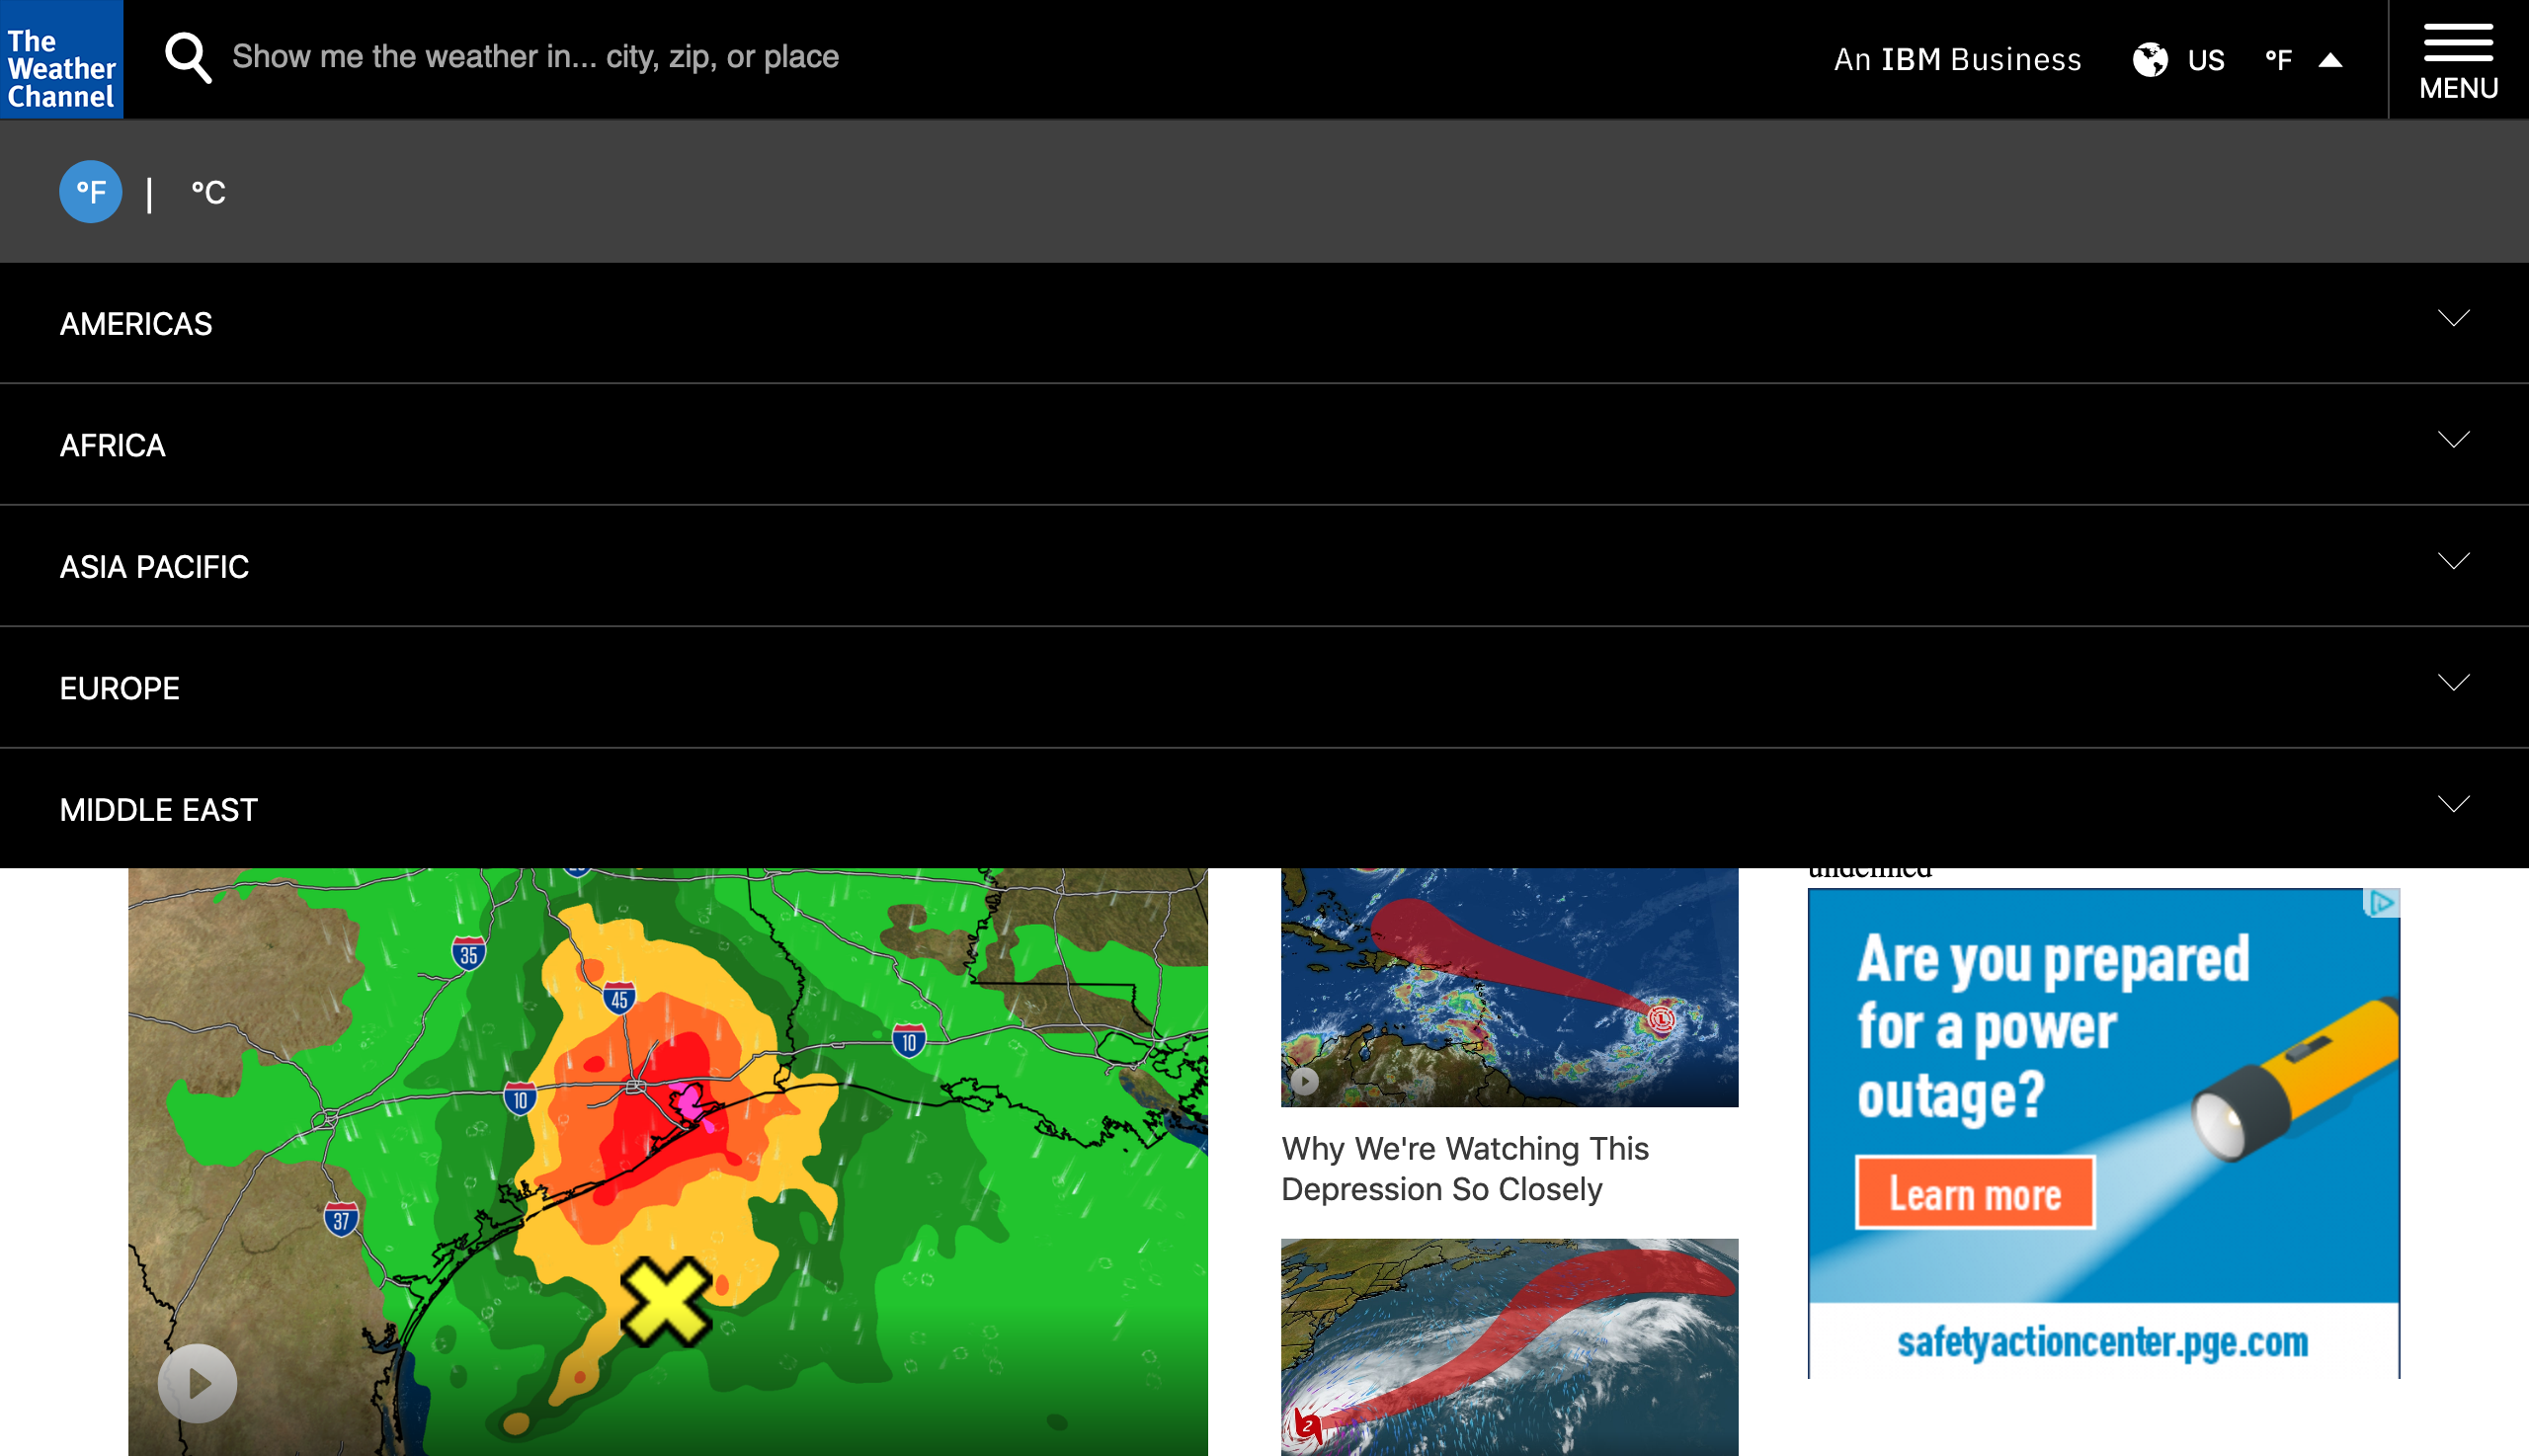 The
Weather
Channel
Show me the weather in... city, zip, or place
An IBM Business
US
°F
MENU
°F | °C
AMERICAS
AFRICA
ASIA PACIFIC
EUROPE
MIDDLE EAST
undefined
35
45
10
10
37
L
Why We're Watching This
Depression So Closely
2
Are you prepared
for a power
outage?
Learn more
safetyactioncenter.pge.com